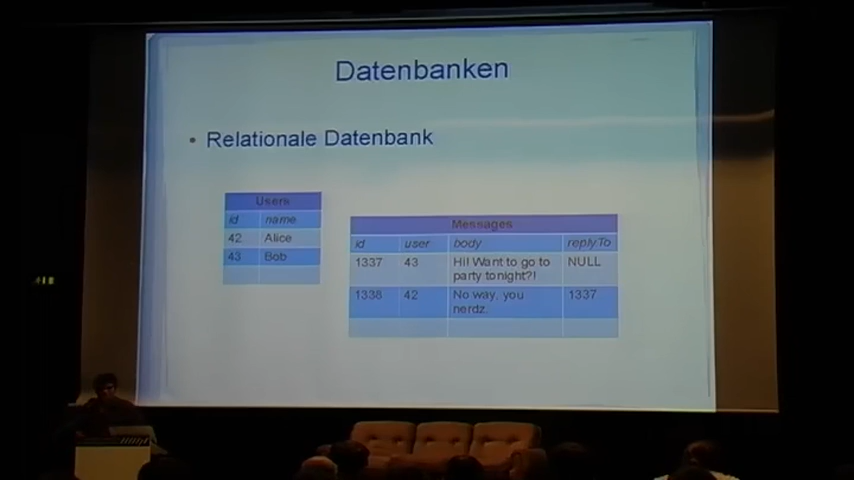 Datenbanken
• Relationale Datenbank
Users
id name
42 Alice
43 Bob
Messages
id user body replyTo
1337 43 Hi! Want to go to NULL
party tonight?!
1338 42 No way, you 1337
nerdz.